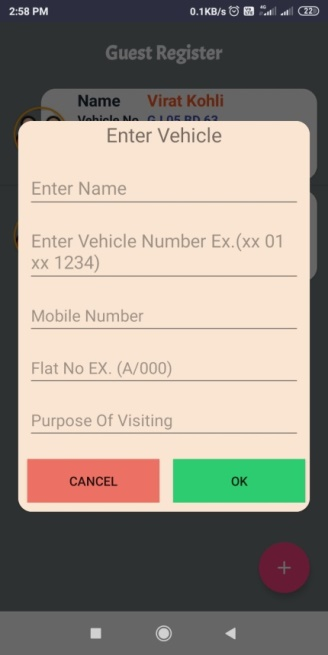 2:58 PM
0.1KB/s
4G
22
Guest Register
Name Virat Kohli
Vehicle No GJ 05 BD 63
Enter Vehicle
Enter Name
Enter Vehicle Number Ex.(xx 01
xx 1234)
Mobile Number
Flat No EX. (A/000)
Purpose Of Visiting
CANCEL
OK
+